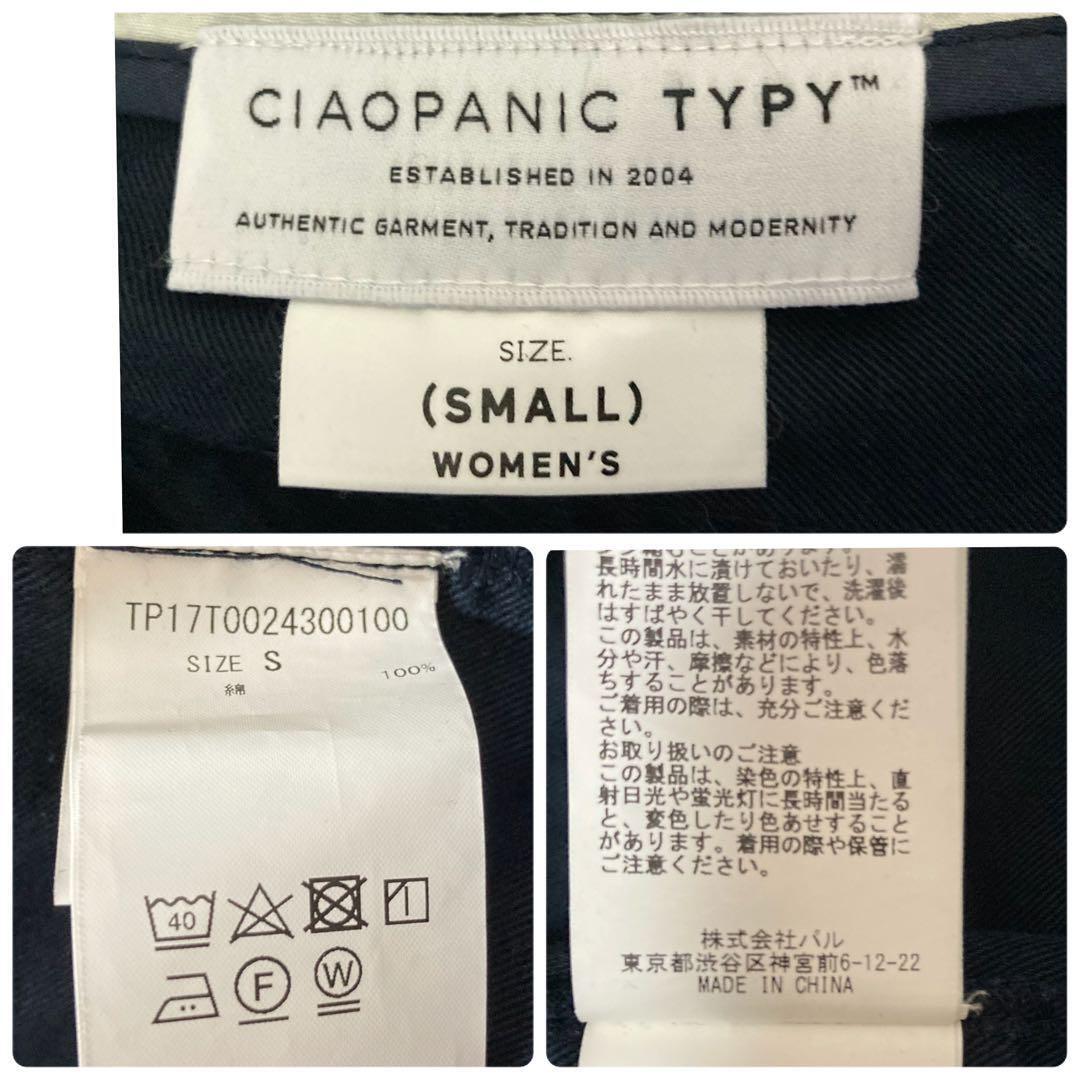 CIAOPANIC TYPY™
ESTABLISHED IN 2004
AUTHENTIC GARMENT, TRADITION AND MODERNITY
SIZE.
(SMALL)
WOMEN'S
TP17T0024300100
SIZE S
綿 100%
40
F
W
長時間水に漬けておいたり、濡
れたまま放置しないで、洗濯後
はすばやく干してください。
この製品は、素材の特性上、水
分や汗、摩擦などにより、色落
ちすることがあります。
ご着用の際は、充分ご注意くだ
さい。
お取り扱いのご注意
この製品は、染色の特性上、直
射日光や蛍光灯に長時間当たる
と、変色したり色あせすること
があります。着用の際や保管に
ご注意ください。
株式会社パル
東京都渋谷区神宮前6-12-22
MADE IN CHINA